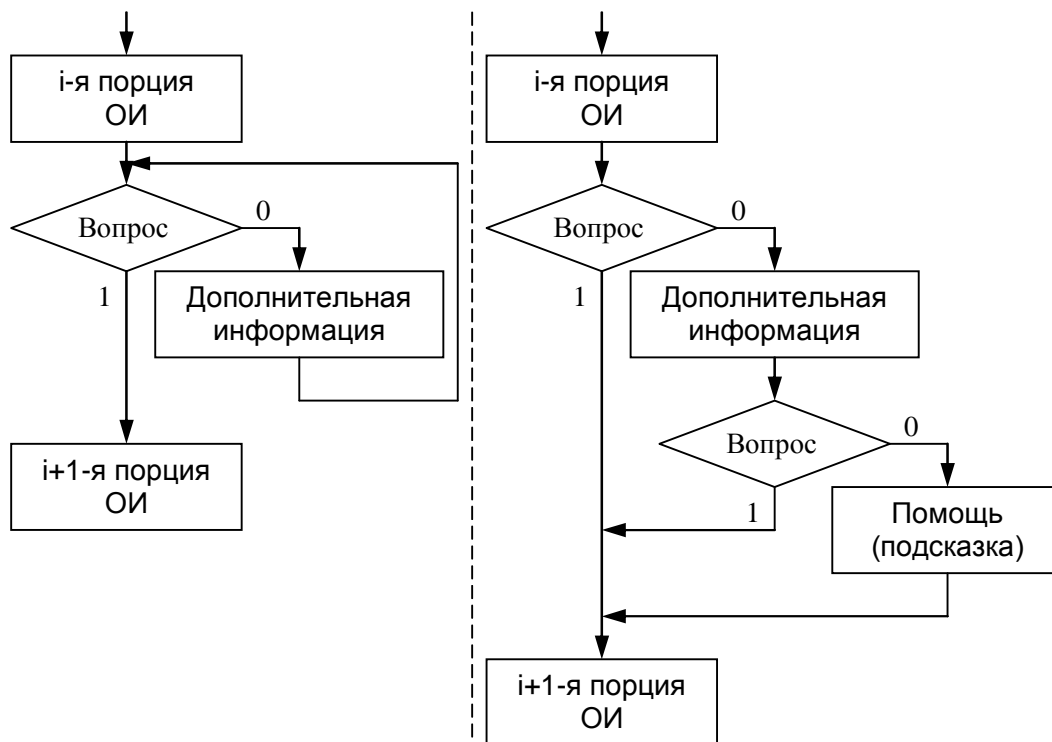 i-я порция
ОИ
Вопрос
0
1
Дополнительная
информация
i+1-я порция
ОИ
i-я порция
ОИ
Вопрос
0
1
Дополнительная
информация
Вопрос
0
1
Помощь
(подсказка)
i+1-я порция
ОИ